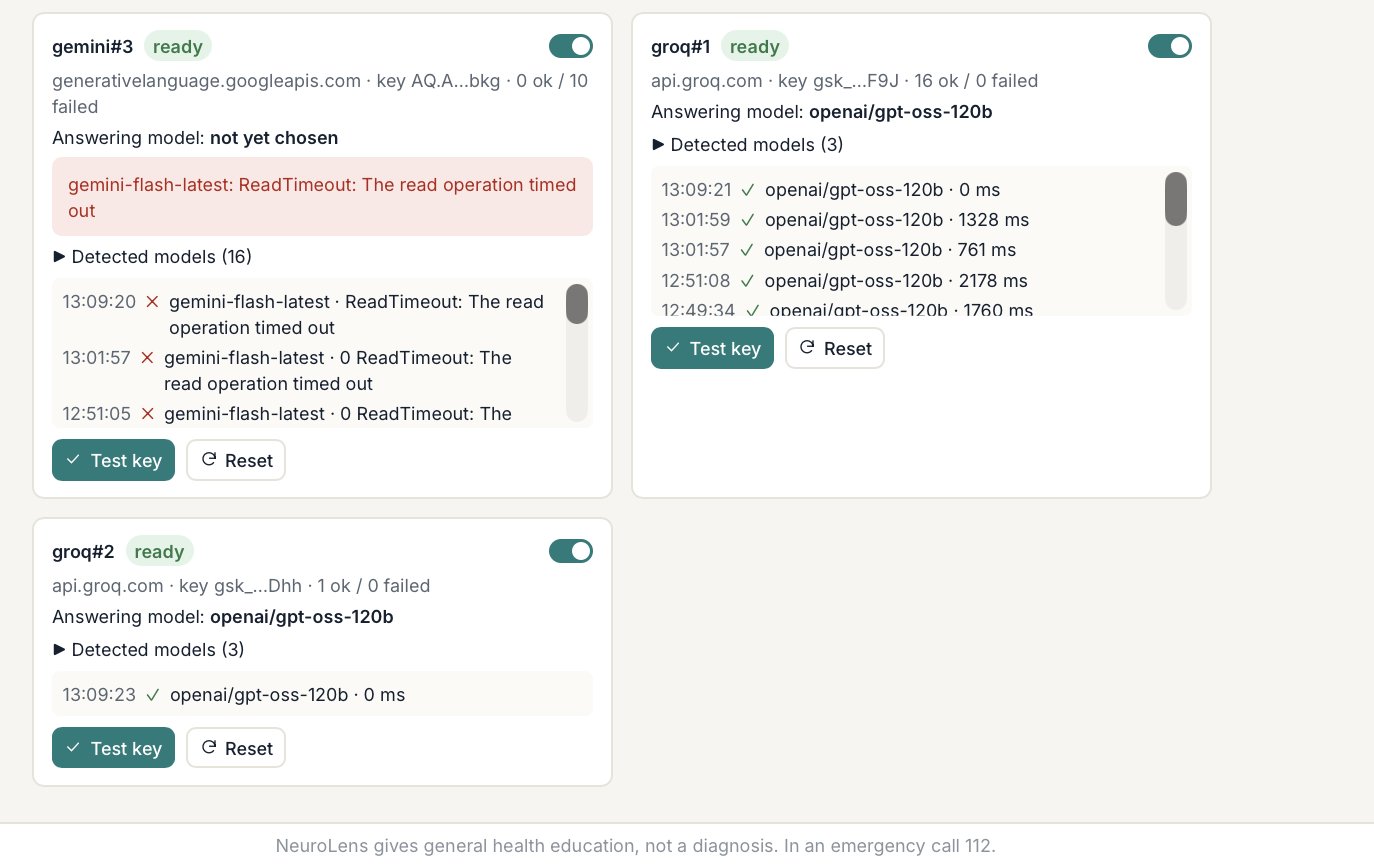 gemini#3 ready
generativelanguage.googleapis.com · key AQ.A...bkg · 0 ok / 10
failed
Answering model: not yet chosen
gemini-flash-latest: ReadTimeout: The read operation timed
out
▶ Detected models (16)
13:09:20 ✕ gemini-flash-latest · ReadTimeout: The read
operation timed out
13:01:57 ✕ gemini-flash-latest · 0 ReadTimeout: The
read operation timed out
12:51:05 ✕ gemini-flash-latest · 0 ReadTimeout: The
✓ Test key
Reset
groq#1 ready
api.groq.com · key gsk_...F9J · 16 ok / 0 failed
Answering model: openai/gpt-oss-120b
▶ Detected models (3)
13:09:21 ✓ openai/gpt-oss-120b · 0 ms
13:01:59 ✓ openai/gpt-oss-120b · 1328 ms
13:01:57 ✓ openai/gpt-oss-120b · 761 ms
12:51:08 ✓ openai/gpt-oss-120b · 2178 ms
12:49:34 ✓ openai/gpt-oss-120b · 1760 ms
✓ Test key
Reset
groq#2 ready
api.groq.com · key gsk_...Dhh · 1 ok / 0 failed
Answering model: openai/gpt-oss-120b
▶ Detected models (3)
13:09:23 ✓ openai/gpt-oss-120b · 0 ms
✓ Test key
Reset
NeuroLens gives general health education, not a diagnosis. In an emergency call 112.